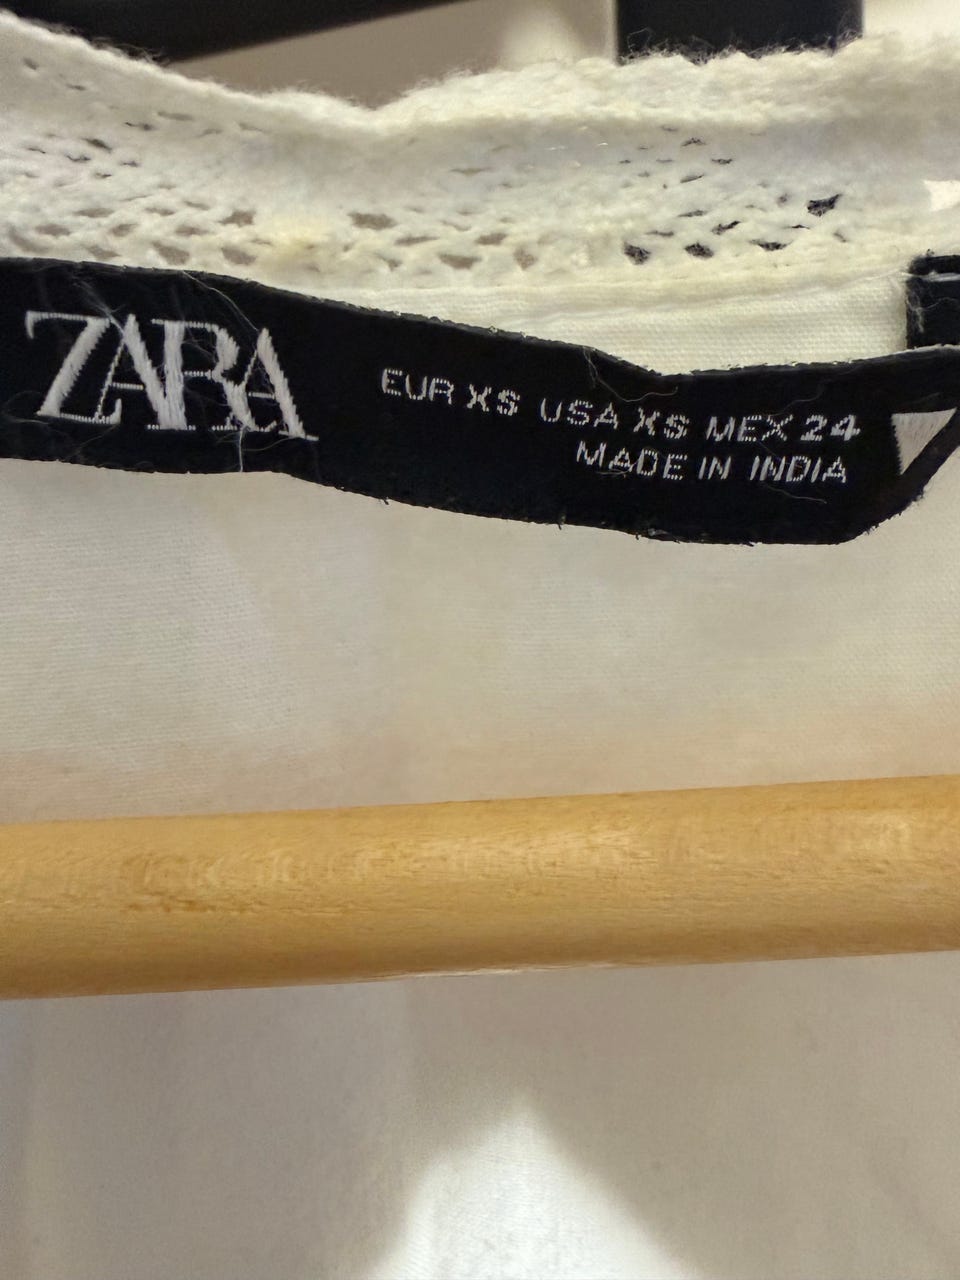 ZARA
EUR XS USA XS MEX 24
MADE IN INDIA